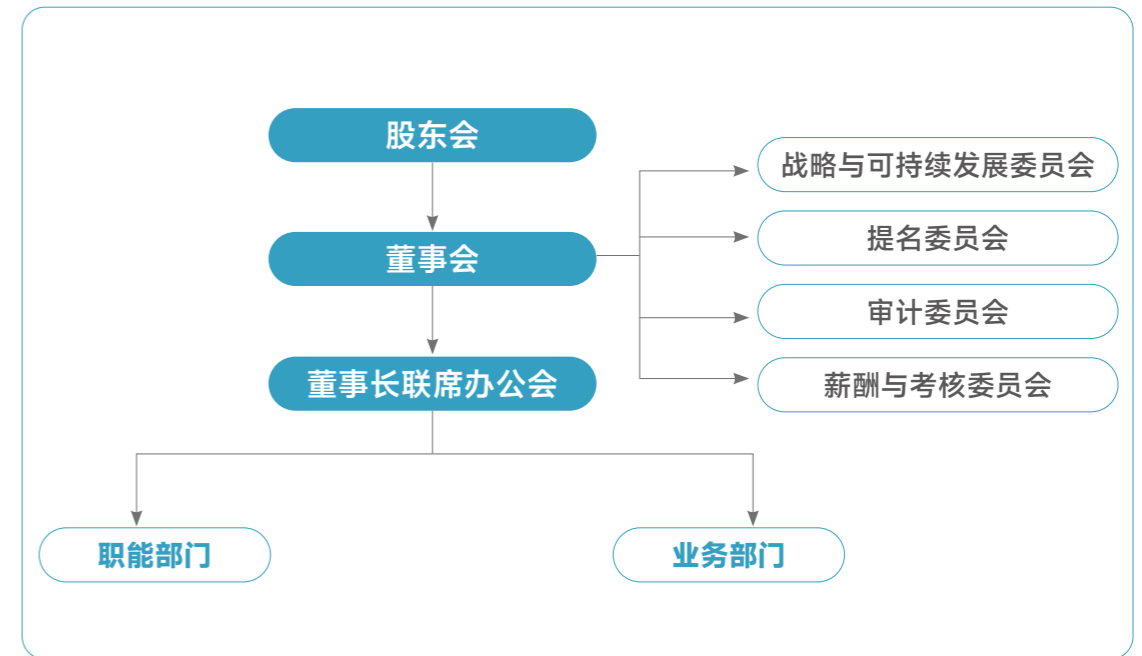 股东会
董事会
董事长联席办公会
战略与可持续发展委员会
提名委员会
审计委员会
薪酬与考核委员会
职能部门
业务部门